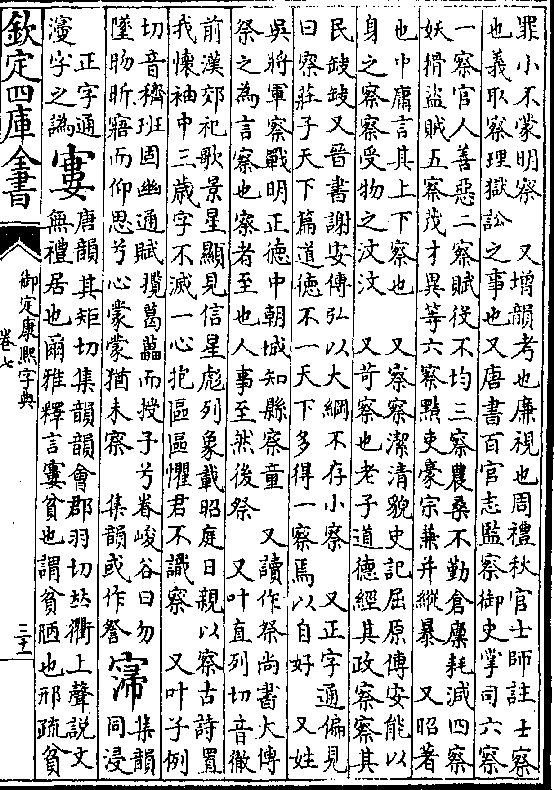 罪小不蒙明察　又增韻考也廉視也周禮秋官士師註士察
也義取察理獄訟之事也又唐書百官志監察御史掌司六察
一察官人善惡二察賦役不均三察農桑不勤倉廩耗減四察
妖猾盜賊五察茂才異等六察黠吏豪宗兼并縱暴　又昭著
也中庸言其上下察也　又察察潔清貌史記屈原傳安能以
身之察察受物之汶汶　又苛察也老子道德經其政察察其
民缺缺又晉書謝安傳弘以大綱不存小察　又正字通偏見
曰察莊子天下篇道德不一天下多得一察焉以自好　又姓
吳將軍察戰明正德中朝城知縣察童　又讀作祭尚書大傳
祭之為言察也察者至也人事至然後祭　又叶直列切音徹
前漢郊祀歌景星顯見信星彪列象載昭庭日親以察古詩置
我懷袖中三歲字不滅一心抱區區懼君不識察　又叶子例
切音穧班固幽通賦攬葛藟而授予兮眷峻谷曰勿
墜昒昕寤而仰思兮心蒙蒙猶未察　集韻或作詧
㴆集韻同浸
正字通
濅字之譌
寠唐韻其矩切集韻韻會郡羽切𠀤衢上聲說文
無禮居也爾雅釋言寠貧也謂貧陋也邢疏貧
欽定四庫全書
御定康熙字典
卷七
三十一